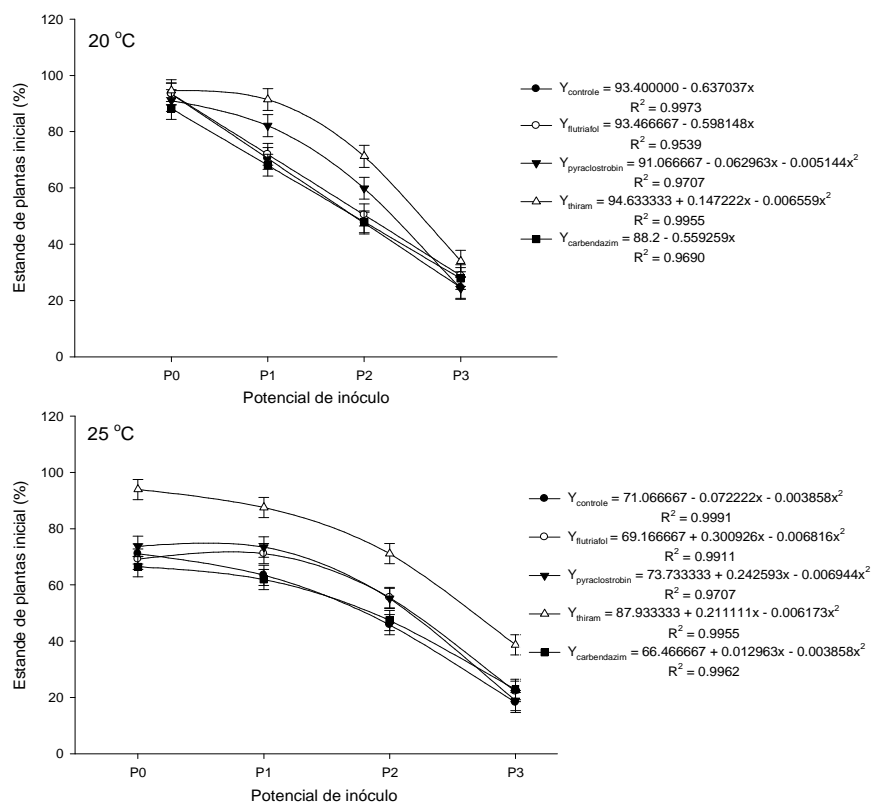 20 °C
Estande de plantas inicial (%)
120
100
80
60
40
20
0
P0 P1 P2 P3
Potencial de inóculo
Ycontrole = 93.400000 - 0.637037x
R² = 0.9973
Yflutriafol = 93.466667 - 0.598148x
R² = 0.9539
Ypyraclostrobin = 91.066667 - 0.062963x - 0.005144x²
R² = 0.9707
Ythiram = 94.633333 + 0.147222x - 0.006559x²
R² = 0.9955
Ycarbendazim = 88.2 - 0.559259x
R² = 0.9690
25 °C
Estande de plantas inicial (%)
120
100
80
60
40
20
0
P0 P1 P2 P3
Potencial de inóculo
Ycontrole = 71.066667 - 0.072222x - 0.003858x²
R² = 0.9991
Yflutriafol = 69.166667 + 0.300926x - 0.006816x²
R² = 0.9911
Ypyraclostrobin = 73.733333 + 0.242593x - 0.006944x²
R² = 0.9707
Ythiram = 87.933333 + 0.211111x - 0.006173x²
R² = 0.9955
Ycarbendazim = 66.466667 + 0.012963x - 0.003858x²
R² = 0.9962